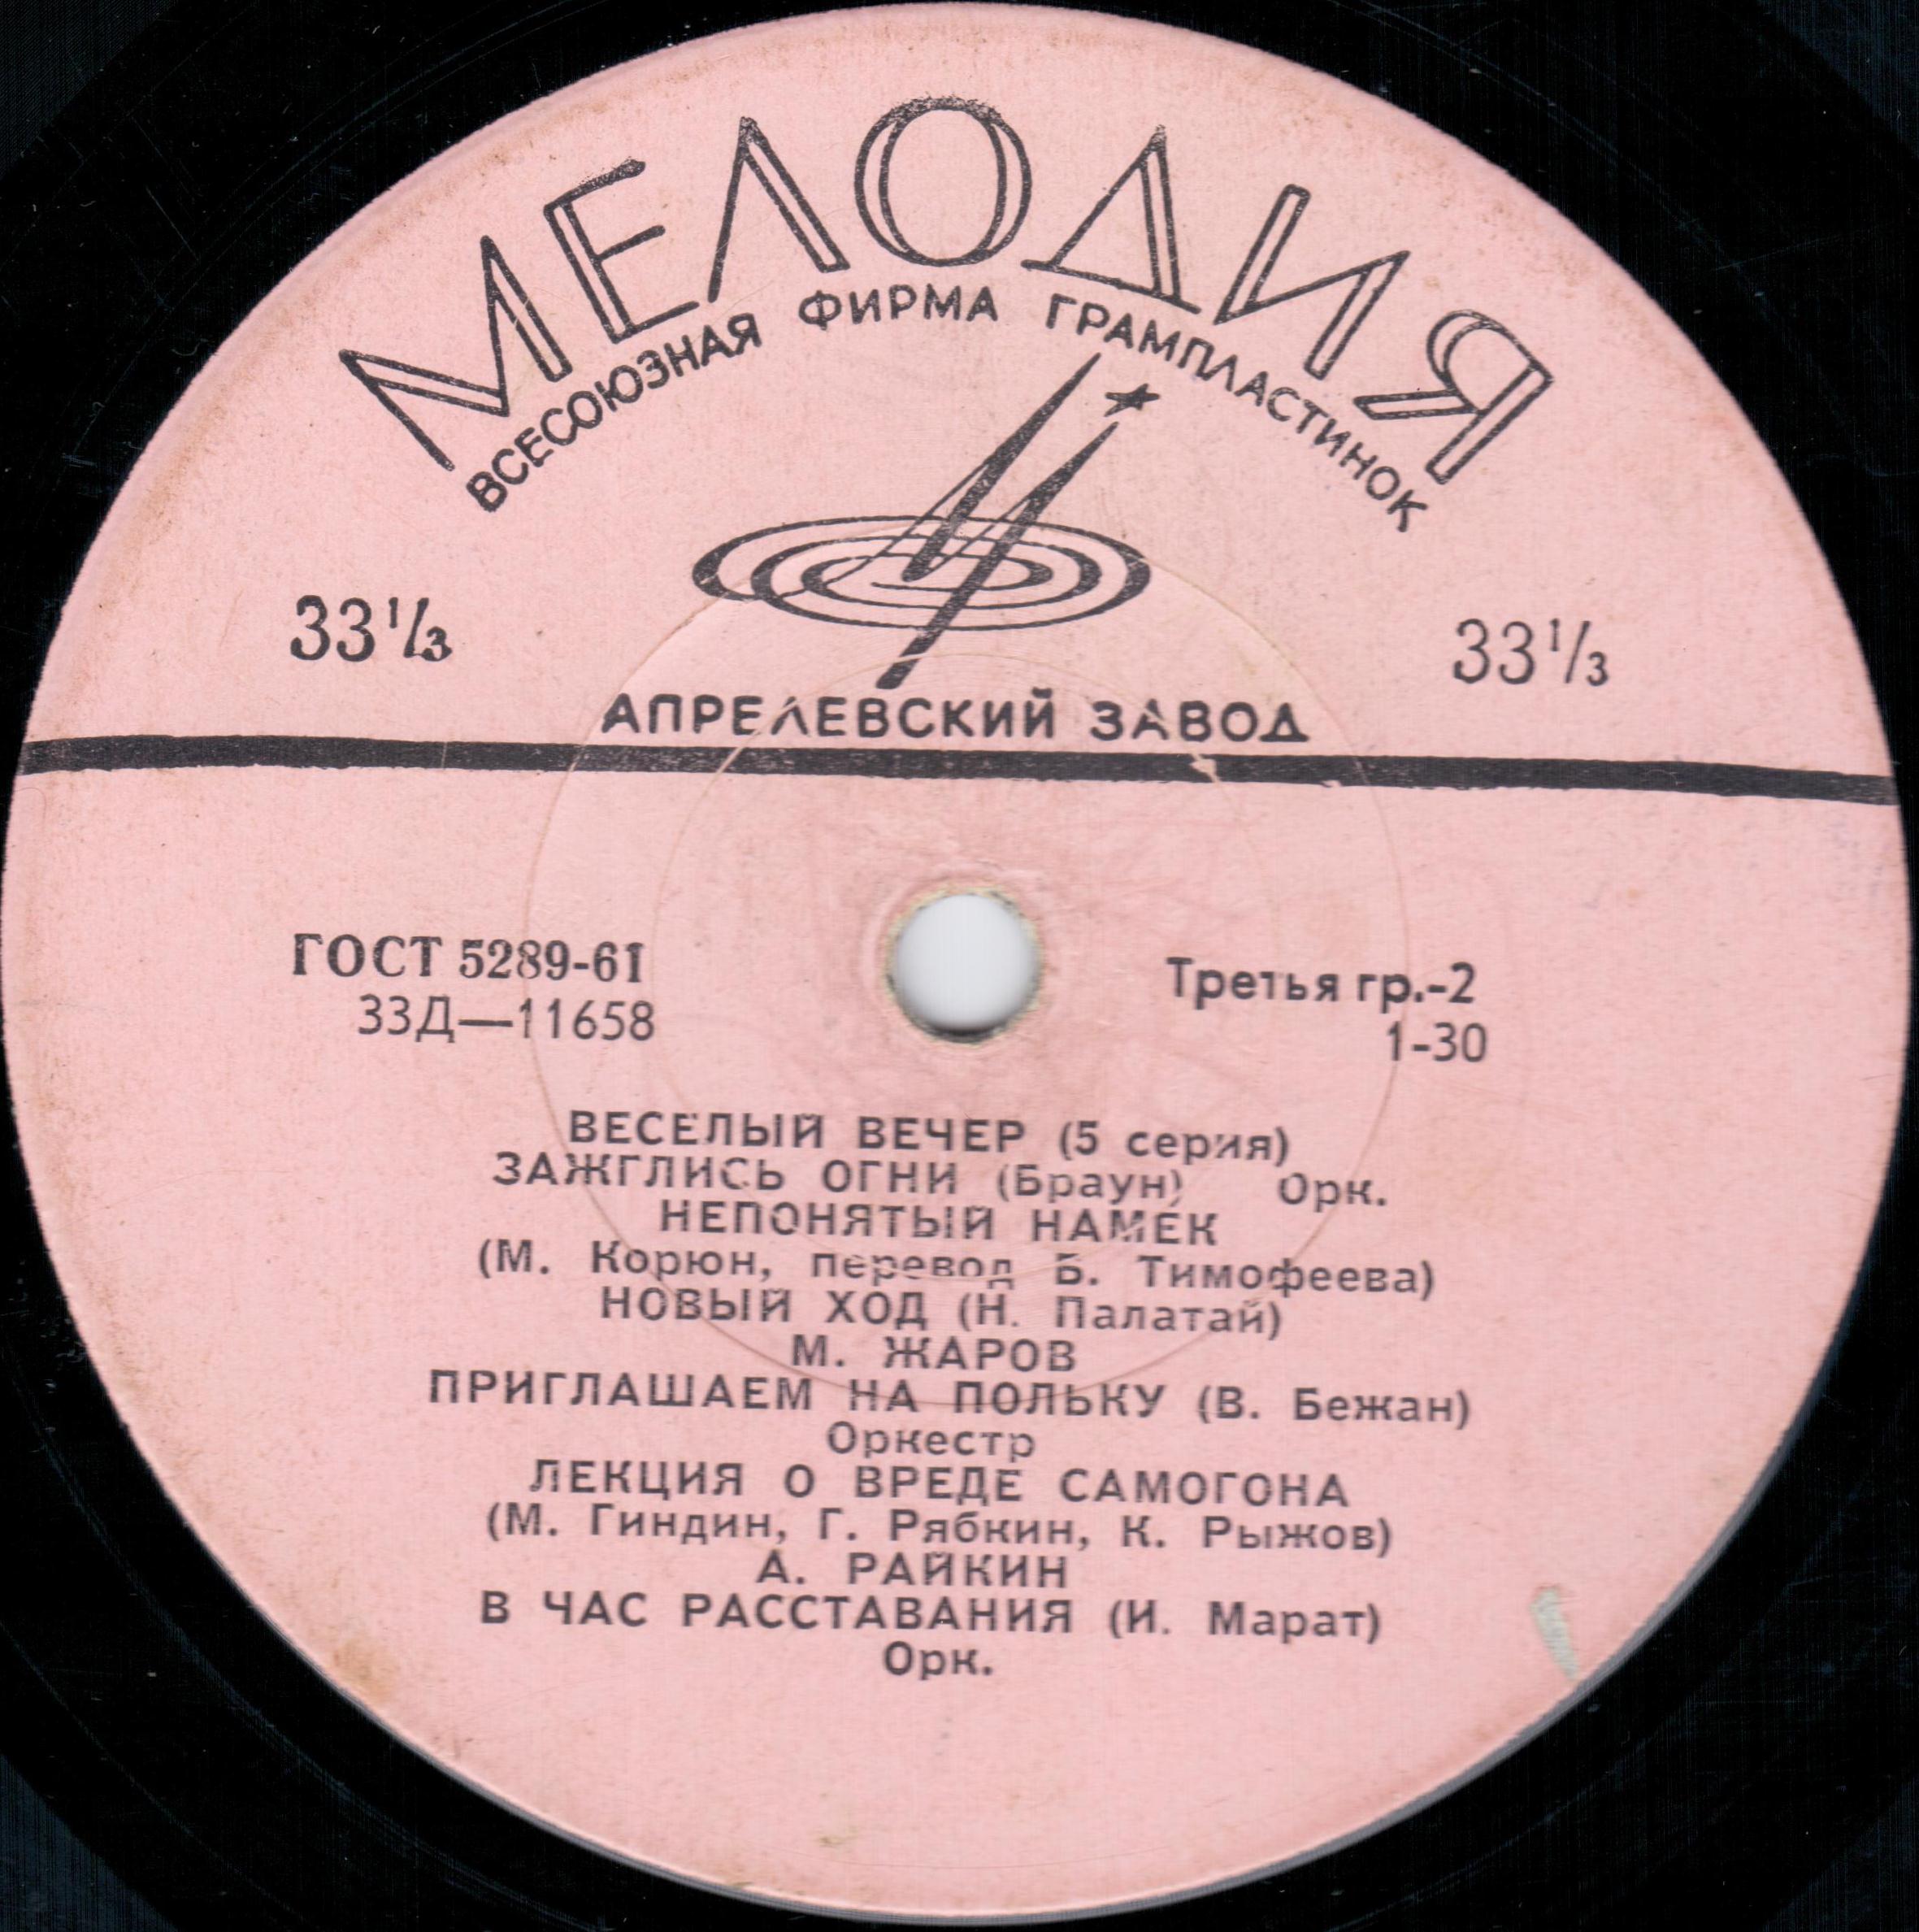 МЕЛОДИЯ
ВСЕСОЮЗНАЯ ФИРМА ГРАМПЛАСТИНОК
33⅓ 33⅓
АПРЕЛЕВСКИЙ ЗАВОД
ГОСТ 5289-61 Третья гр.-2
33Д—11658 1-30
ВЕСЕЛЫЙ ВЕЧЕР (5 серия)
ЗАЖГЛИСЬ ОГНИ (Браун) Орк.
НЕПОНЯТЫЙ НАМЕК
(М. Корюн, перевод Б. Тимофеева)
НОВЫЙ ХОД (Н. Палатай)
М. ЖАРОВ
ПРИГЛАШАЕМ НА ПОЛЬКУ (В. Бежан)
Оркестр
ЛЕКЦИЯ О ВРЕДЕ САМОГОНА
(М. Гиндин, Г. Рябкин, К. Рыжов)
А. РАЙКИН
В ЧАС РАССТАВАНИЯ (И. Марат)
Орк.